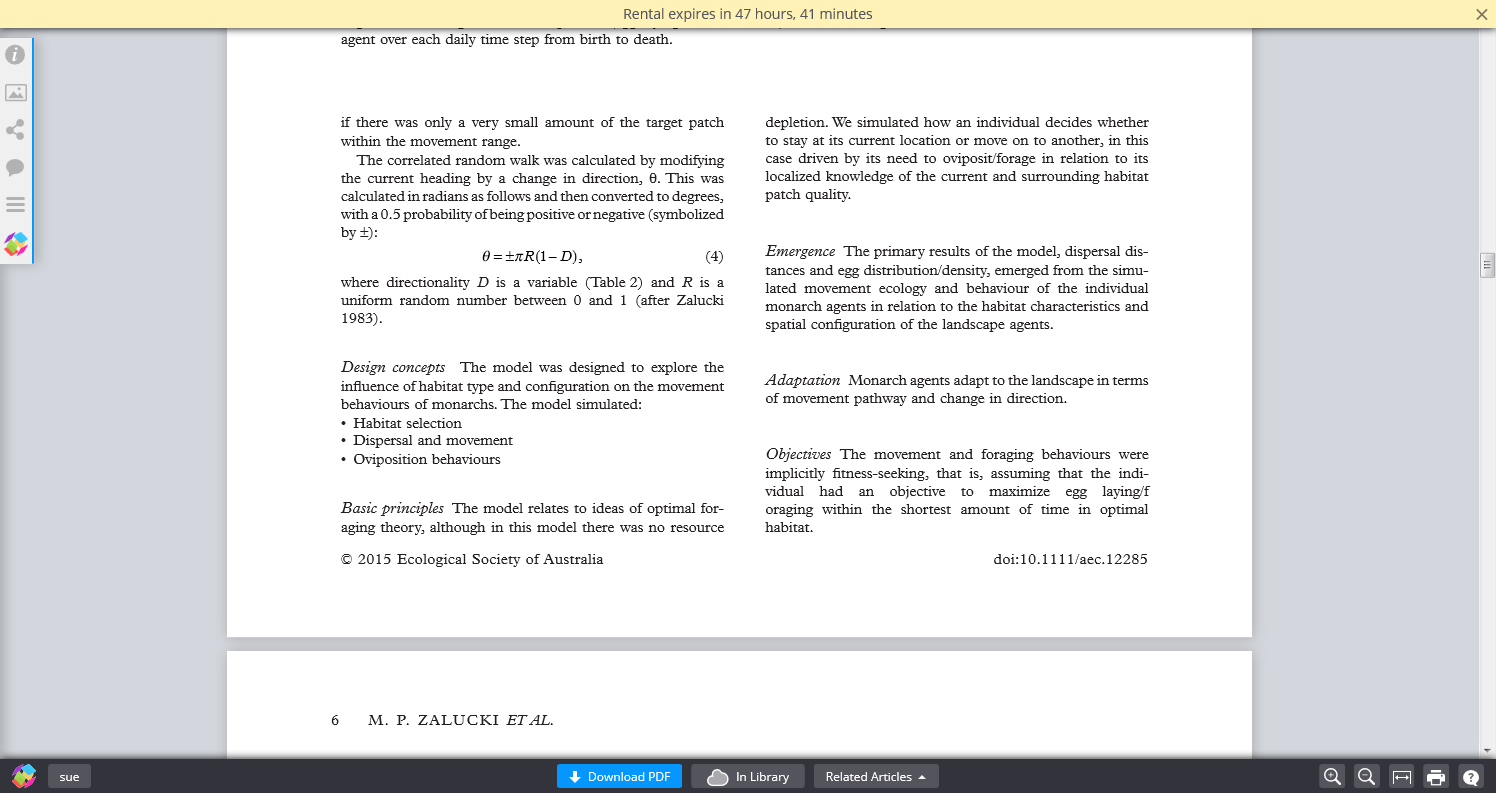 Rental expires in 47 hours, 41 minutes
agent over each daily time step from birth to death.
if there was only a very small amount of the target patch
within the movement range.
The correlated random walk was calculated by modifying
the current heading by a change in direction, θ. This was
calculated in radians as follows and then converted to degrees,
with a 0.5 probability of being positive or negative (symbolized
by ±):
θ = ±πR(1 – D), (4)
where directionality D is a variable (Table 2) and R is a
uniform random number between 0 and 1 (after Zalucki
1983).
Design concepts The model was designed to explore the
influence of habitat type and configuration on the movement
behaviours of monarchs. The model simulated:
• Habitat selection
• Dispersal and movement
• Oviposition behaviours
Basic principles The model relates to ideas of optimal for-
aging theory, although in this model there was no resource
depletion. We simulated how an individual decides whether
to stay at its current location or move on to another, in this
case driven by its need to oviposit/forage in relation to its
localized knowledge of the current and surrounding habitat
patch quality.
Emergence The primary results of the model, dispersal dis-
tances and egg distribution/density, emerged from the simu-
lated movement ecology and behaviour of the individual
monarch agents in relation to the habitat characteristics and
spatial configuration of the landscape agents.
Adaptation Monarch agents adapt to the landscape in terms
of movement pathway and change in direction.
Objectives The movement and foraging behaviours were
implicitly fitness-seeking, that is, assuming that the indi-
vidual had an objective to maximize egg laying/f
oraging within the shortest amount of time in optimal
habitat.
© 2015 Ecological Society of Australia
doi:10.1111/aec.12285
6 M. P. ZALUCKI ET AL.
sue
Download PDF
In Library
Related Articles